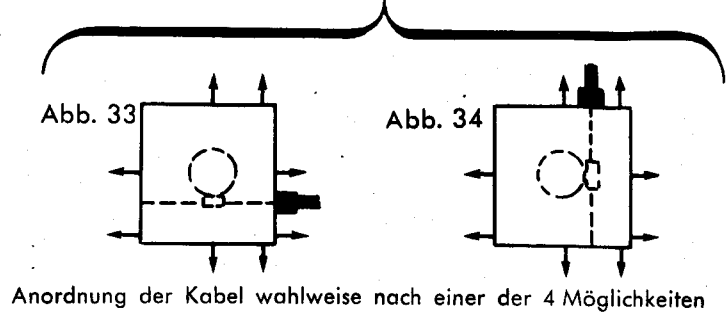 Abb. 33
Abb. 34
Anordnung der Kabel wahlweise nach einer der 4 Möglichkeiten